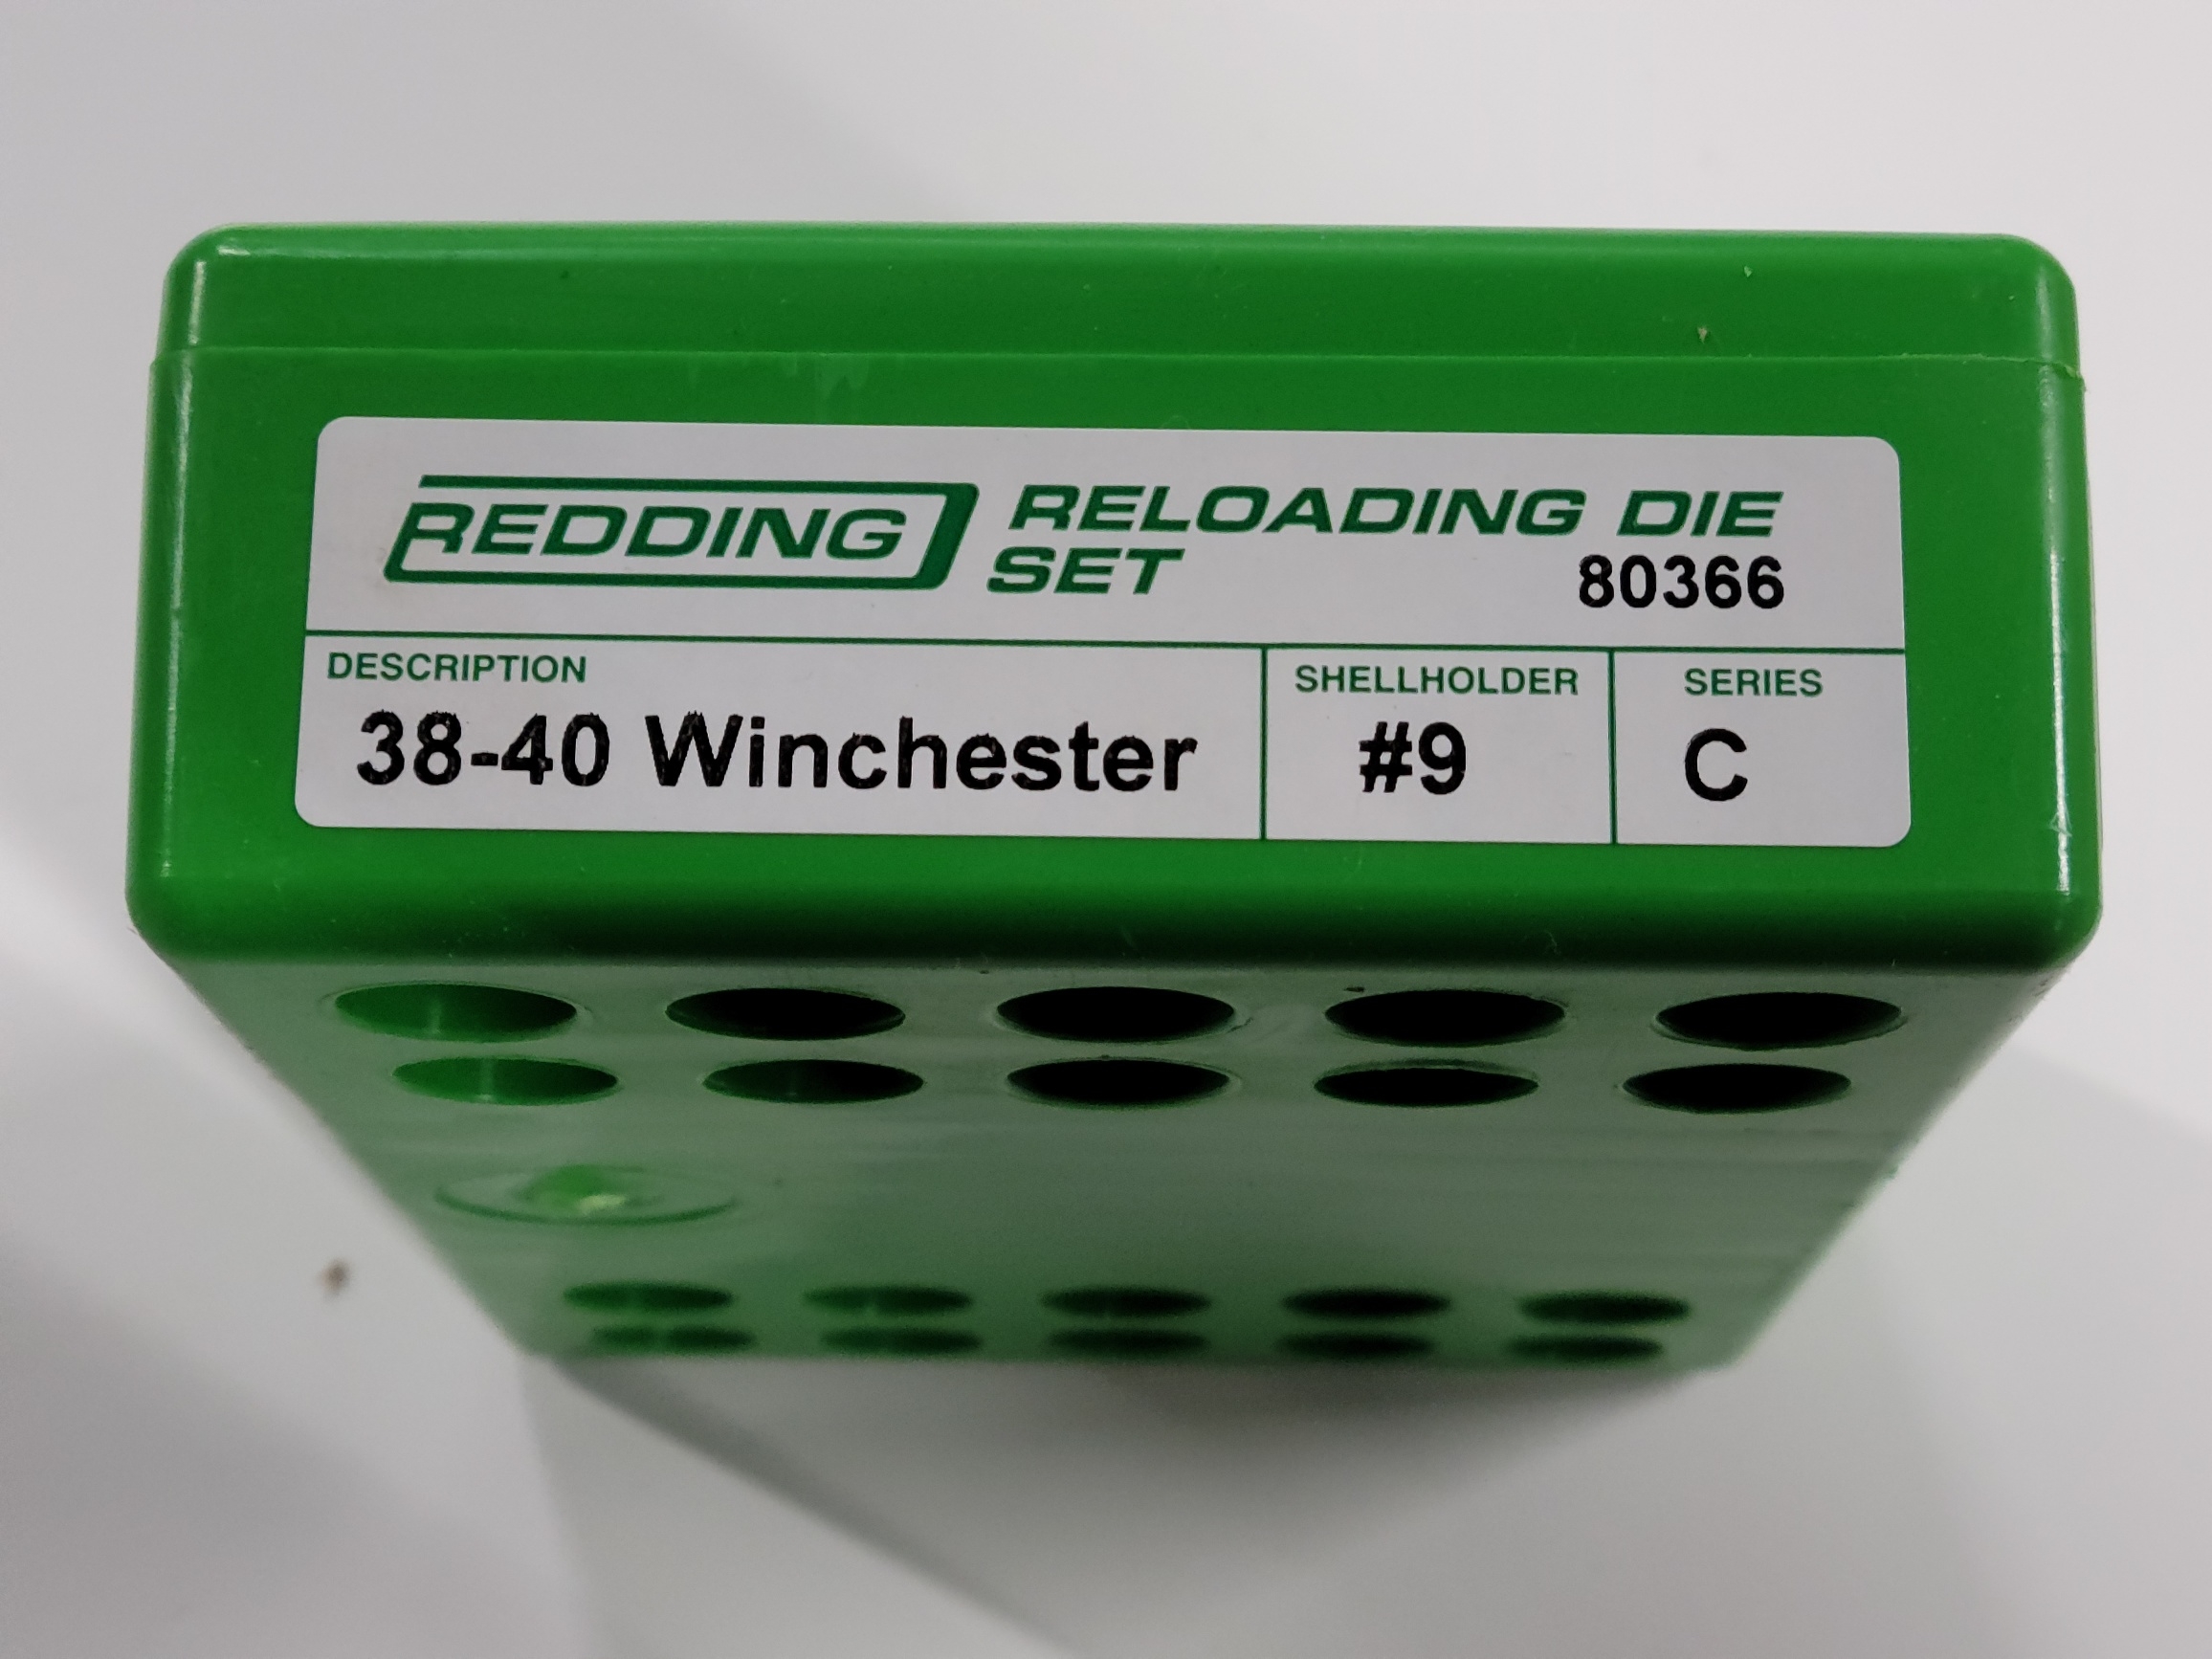 REDDING RELOADING DIE
SET 80366
DESCRIPTION SHELLHOLDER SERIES
38-40 Winchester #9 C